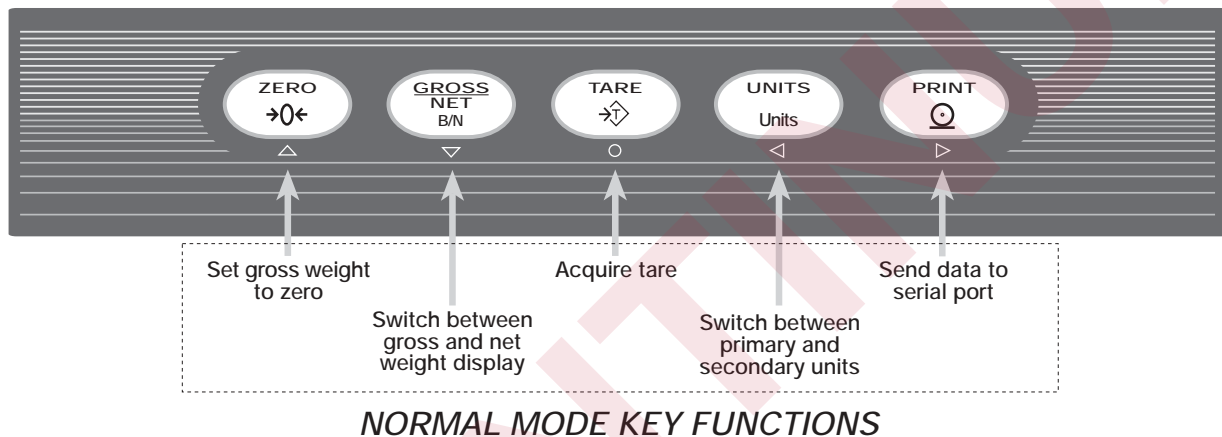 ZERO
GROSS
NET
B/N
TARE
T
UNITS
Units
PRINT
Set gross weight
to zero
Switch between
gross and net
weight display
Acquire tare
Switch between
primary and
secondary units
Send data to
serial port
NORMAL MODE KEY FUNCTIONS